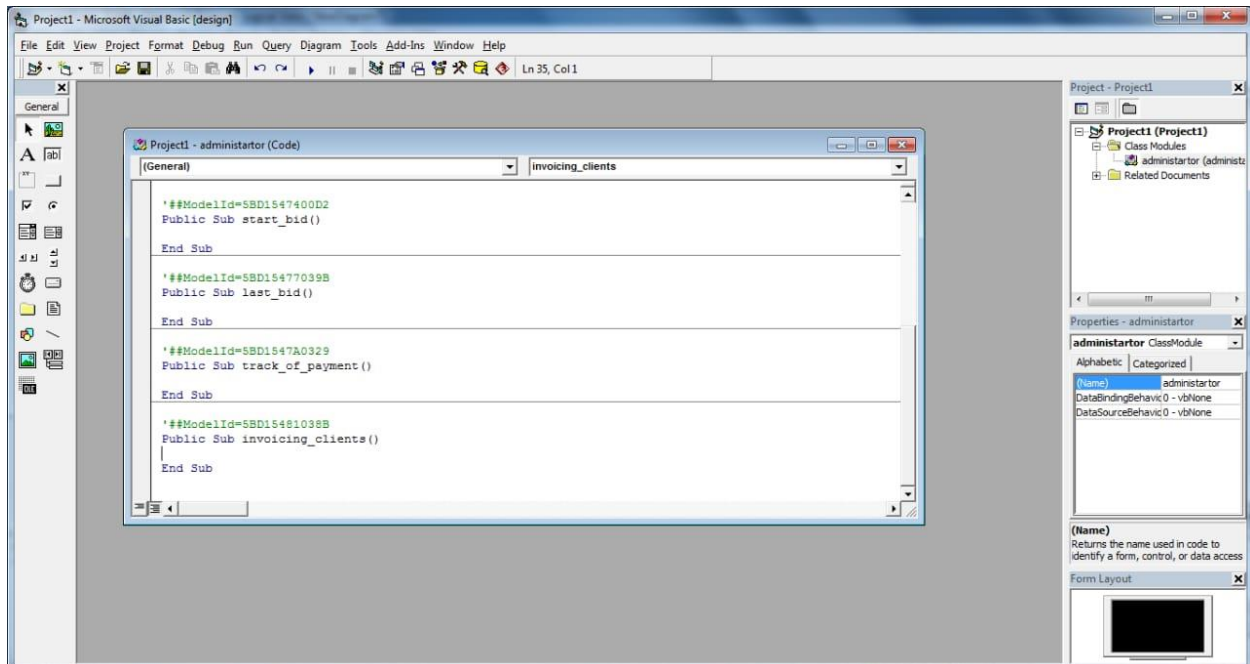 Project1 - Microsoft Visual Basic [design]
File Edit View Project Format Debug Run Query Diagram Tools Add-Ins Window Help
Ln 35, Col 1
General
A
abl
Project1 - administartor (Code)
(General)
invoicing_clients
'##ModelId=5BD1547400D2
Public Sub start_bid()
End Sub
'##ModelId=5BD15477039B
Public Sub last_bid()
End Sub
'##ModelId=5BD1547A0329
Public Sub track_of_payment()
End Sub
'##ModelId=5BD15481038B
Public Sub invoicing_clients()
End Sub
Project - Project1
Project1 (Project1)
Class Modules
administartor (administa
Related Documents
Properties - administartor
administartor ClassModule
Alphabetic Categorized
(Name) administartor
DataBindingBehavic 0 - vbNone
DataSourceBehavic 0 - vbNone
(Name)
Returns the name used in code to
identify a form, control, or data access
Form Layout